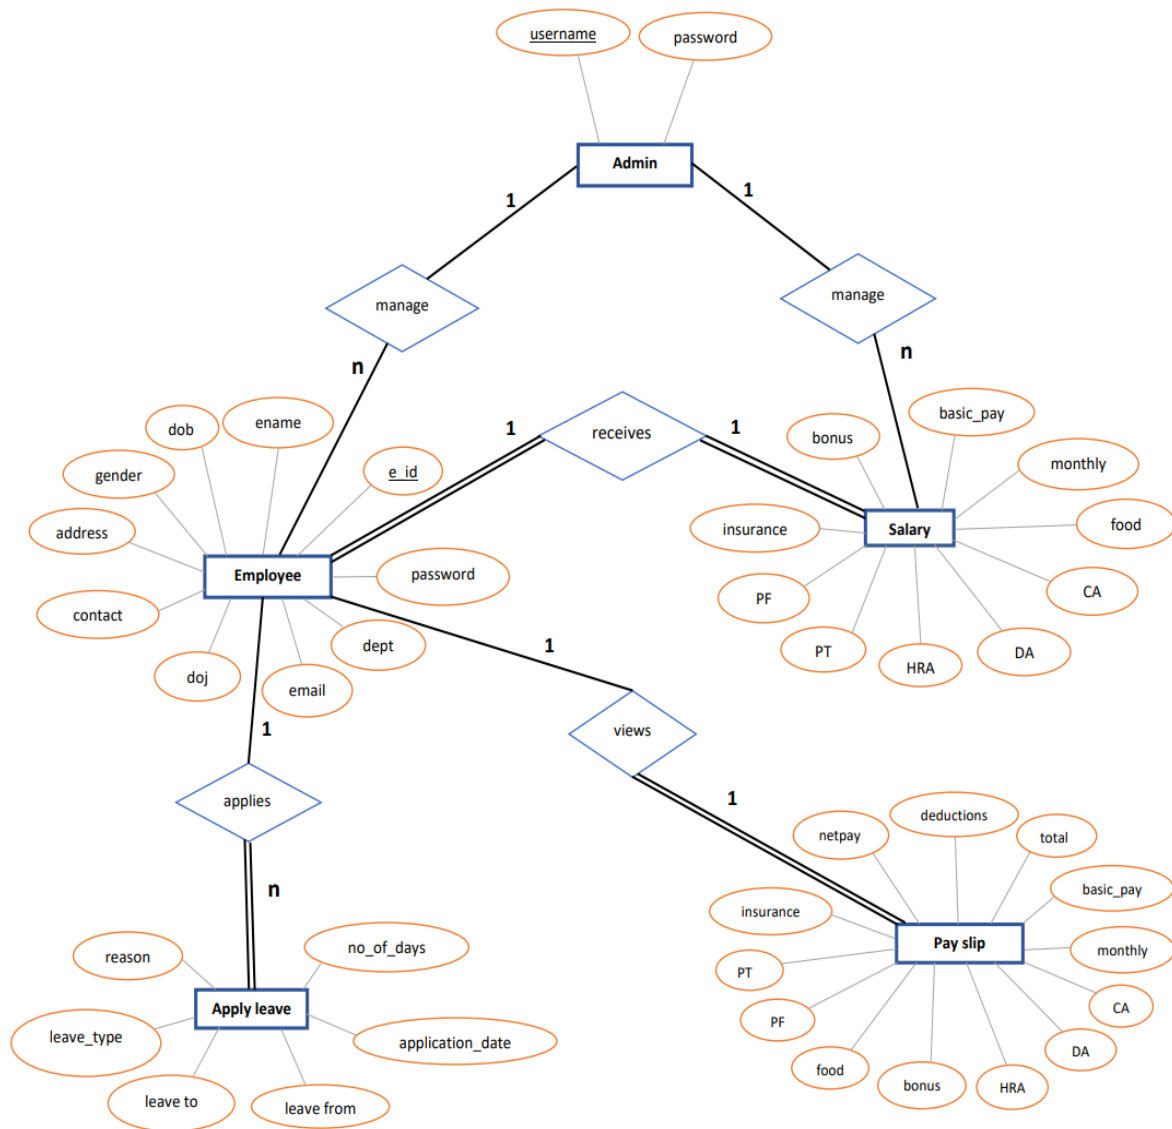 username
password
Admin
1
1
manage
manage
n
n
ename
dob
gender
e_id
address
contact
doj
email
dept
password
Employee
1
receives
1
bonus
basic_pay
monthly
food
insurance
Salary
PF
PT
HRA
DA
CA
1
views
1
1
applies
n
reason
no_of_days
Apply leave
leave_type
application_date
leave to
leave from
deductions
netpay
total
basic_pay
insurance
Pay slip
monthly
PT
CA
PF
DA
food
bonus
HRA